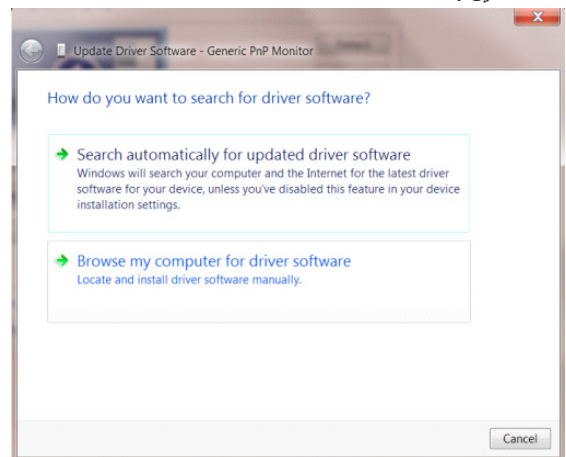 Update Driver Software - Generic PnP Monitor
How do you want to search for driver software?
Search automatically for updated driver software
Windows will search your computer and the Internet for the latest driver
software for your device, unless you've disabled this feature in your device
installation settings.
Browse my computer for driver software
Locate and install driver software manually.
Cancel